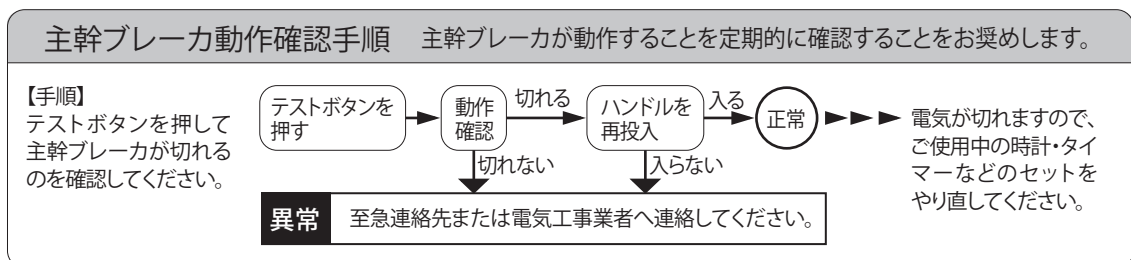 主幹ブレーカ動作確認手順 主幹ブレーカが動作することを定期的に確認することをお奨めします。
【手順】
テストボタンを押して
主幹ブレーカが切れる
のを確認してください。
テストボタンを
押す
動作
確認
切れる
ハンドルを
再投入
入る
正常
電気が切れますので、
ご使用中の時計・タイ
マーなどのセットを
やり直してください。
切れない
入らない
異常 至急連絡先または電気工事業者へ連絡してください。